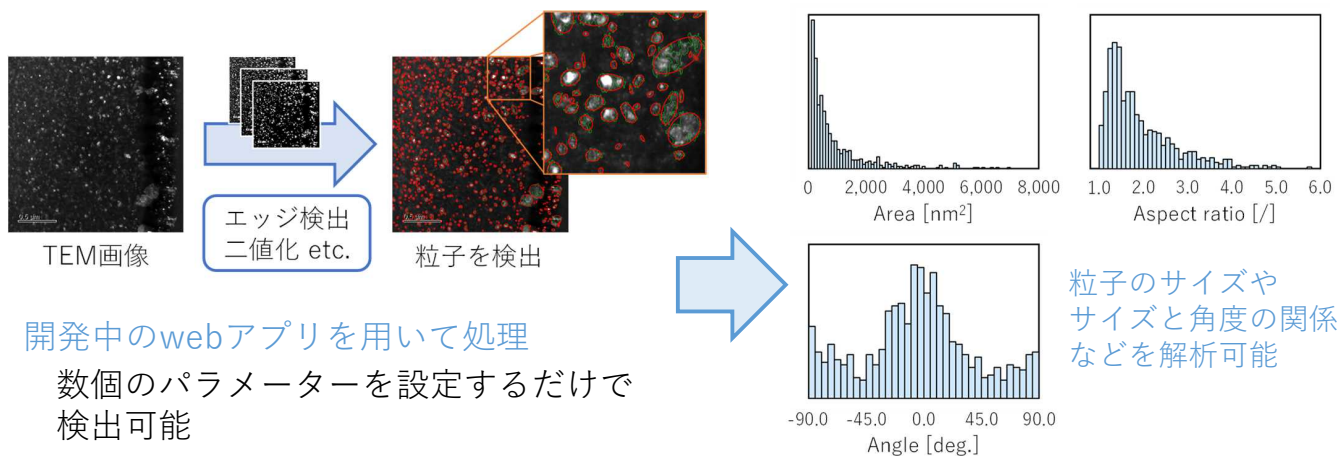 0.5 μm
TEM画像
エッジ検出
二値化 etc.
0.5 μm
粒子を検出
開発中のwebアプリを用いて処理
数個のパラメーターを設定するだけで
検出可能
0 2,000 4,000 6,000 8,000
Area [nm²]
1.0 2.0 3.0 4.0 5.0 6.0
Aspect ratio [/]
-90.0 -45.0 0.0 45.0 90.0
Angle [deg.]
粒子のサイズや
サイズと角度の関係
などを解析可能